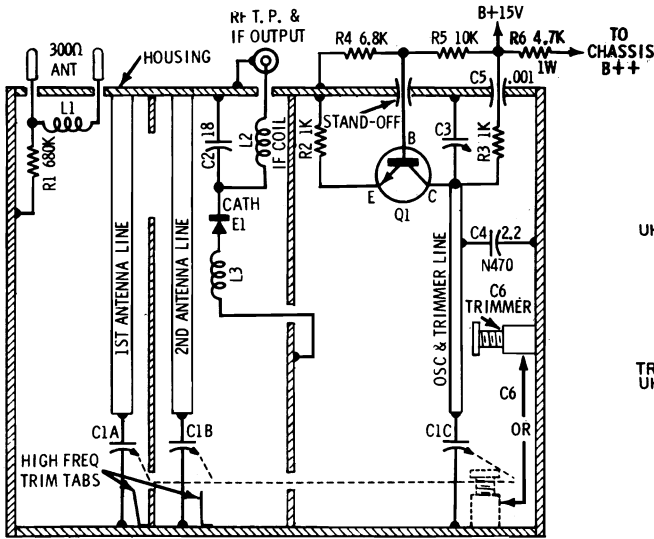 RF T. P. &
IF OUTPUT
300Ω
ANT
HOUSING
L1
R1 680K
C2 18
L2
IF COIL
CATH
E1
L3
R4 6.8K
R5 10K
B+15V
R6 4.7K
1W
TO
CHASSIS
B++
C5 .001
STAND-OFF
R2 1K
C3
R3 1K
B
E
C
Q1
C4 2.2
N470
C6
TRIMMER
C6
OR
1ST ANTENNA LINE
2ND ANTENNA LINE
OSC & TRIMMER LINE
C1A
C1B
C1C
HIGH FREQ
TRIM TABS
UH
TR
UH